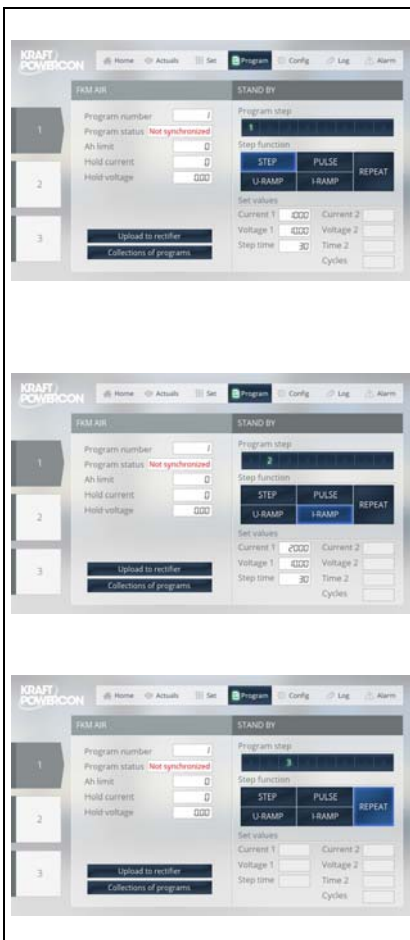 KRAFT
POWERCON
Home Actuals Set Program Config Log Alarm
FKM AIR STAND BY
1
2
3
Program number 1
Program status Not synchronized
Ah limit 0
Hold current 0
Hold voltage 0.00
Upload to rectifier
Collections of programs
Program step
1
Step function
STEP PULSE
REPEAT
U-RAMP I-RAMP
Set values
Current 1 1000 Current 2
Voltage 1 10.00 Voltage 2
Step time 30 Time 2
Cycles
KRAFT
POWERCON
Home Actuals Set Program Config Log Alarm
FKM AIR STAND BY
1
2
3
Program number 1
Program status Not synchronized
Ah limit 0
Hold current 0
Hold voltage 0.00
Upload to rectifier
Collections of programs
Program step
2
Step function
STEP PULSE
REPEAT
U-RAMP I-RAMP
Set values
Current 1 2000 Current 2
Voltage 1 10.00 Voltage 2
Step time 30 Time 2
Cycles
KRAFT
POWERCON
Home Actuals Set Program Config Log Alarm
FKM AIR STAND BY
1
2
3
Program number 1
Program status Not synchronized
Ah limit 0
Hold current 0
Hold voltage 0.00
Upload to rectifier
Collections of programs
Program step
3
Step function
STEP PULSE
REPEAT
U-RAMP I-RAMP
Set values
Current 1 Current 2
Voltage 1 Voltage 2
Step time Time 2
Cycles